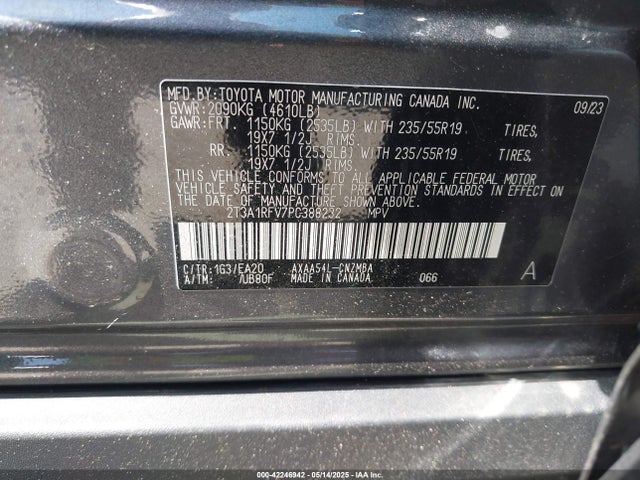 MFD.BY:TOYOTA MOTOR MANUFACTURING CANADA INC. 09/23
GVWR:2090KG (4610LB)
GAWR:FRT 1150KG (2535LB) WITH 235/55R19 TIRES,
19X7 1/2J RIMS.
RR 1150KG (2535LB) WITH 235/55R19 TIRES,
19X7 1/2J RIMS.
THIS VEHICLE CONFORMS TO ALL APPLICABLE FEDERAL MOTOR
VEHICLE SAFETY AND BUMPER STANDARDS IN EFFECT ON
THE DATE OF MANUFACTURE SHOWN ABOVE.
2T3A1RFV7PC388232 MPV
C/TR:1G3/EA20 AXAA54L-CNZMBA
A/TM: /UB80F MADE IN CANADA 066 A
000-42246942 - 05/14/2025 - IAA, Inc.